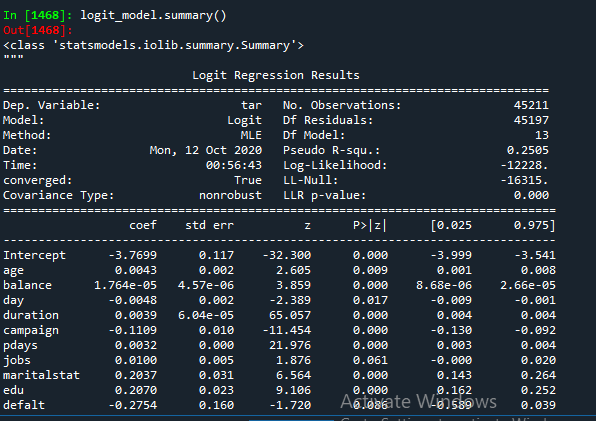 In [1468]: logit_model.summary()
Out[1468]:
<class 'statsmodels.iolib.summary.Summary'>
"""
Logit Regression Results
==============================================================================
Dep. Variable: tar No. Observations: 45211
Model: Logit Df Residuals: 45197
Method: MLE Df Model: 13
Date: Mon, 12 Oct 2020 Pseudo R-squ.: 0.2505
Time: 00:56:43 Log-Likelihood: -12228.
converged: True LL-Null: -16315.
Covariance Type: nonrobust LLR p-value: 0.000
===============================================================================
coef std err z P>|z| [0.025 0.975]
-------------------------------------------------------------------------------
Intercept -3.7699 0.117 -32.300 0.000 -3.999 -3.541
age 0.0043 0.002 2.605 0.009 0.001 0.008
balance 1.764e-05 4.57e-06 3.859 0.000 8.68e-06 2.66e-05
day -0.0048 0.002 -2.389 0.017 -0.009 -0.001
duration 0.0039 6.04e-05 65.057 0.000 0.004 0.004
campaign -0.1109 0.010 -11.454 0.000 -0.130 -0.092
pdays 0.0032 0.000 21.976 0.000 0.003 0.004
jobs 0.0100 0.005 1.876 0.061 -0.000 0.020
maritalstat 0.2037 0.031 6.564 0.000 0.143 0.264
edu 0.2070 0.023 9.106 0.000 0.162 0.252
defalt -0.2754 0.160 -1.720 0.086 -0.589 0.039
Activate Windows